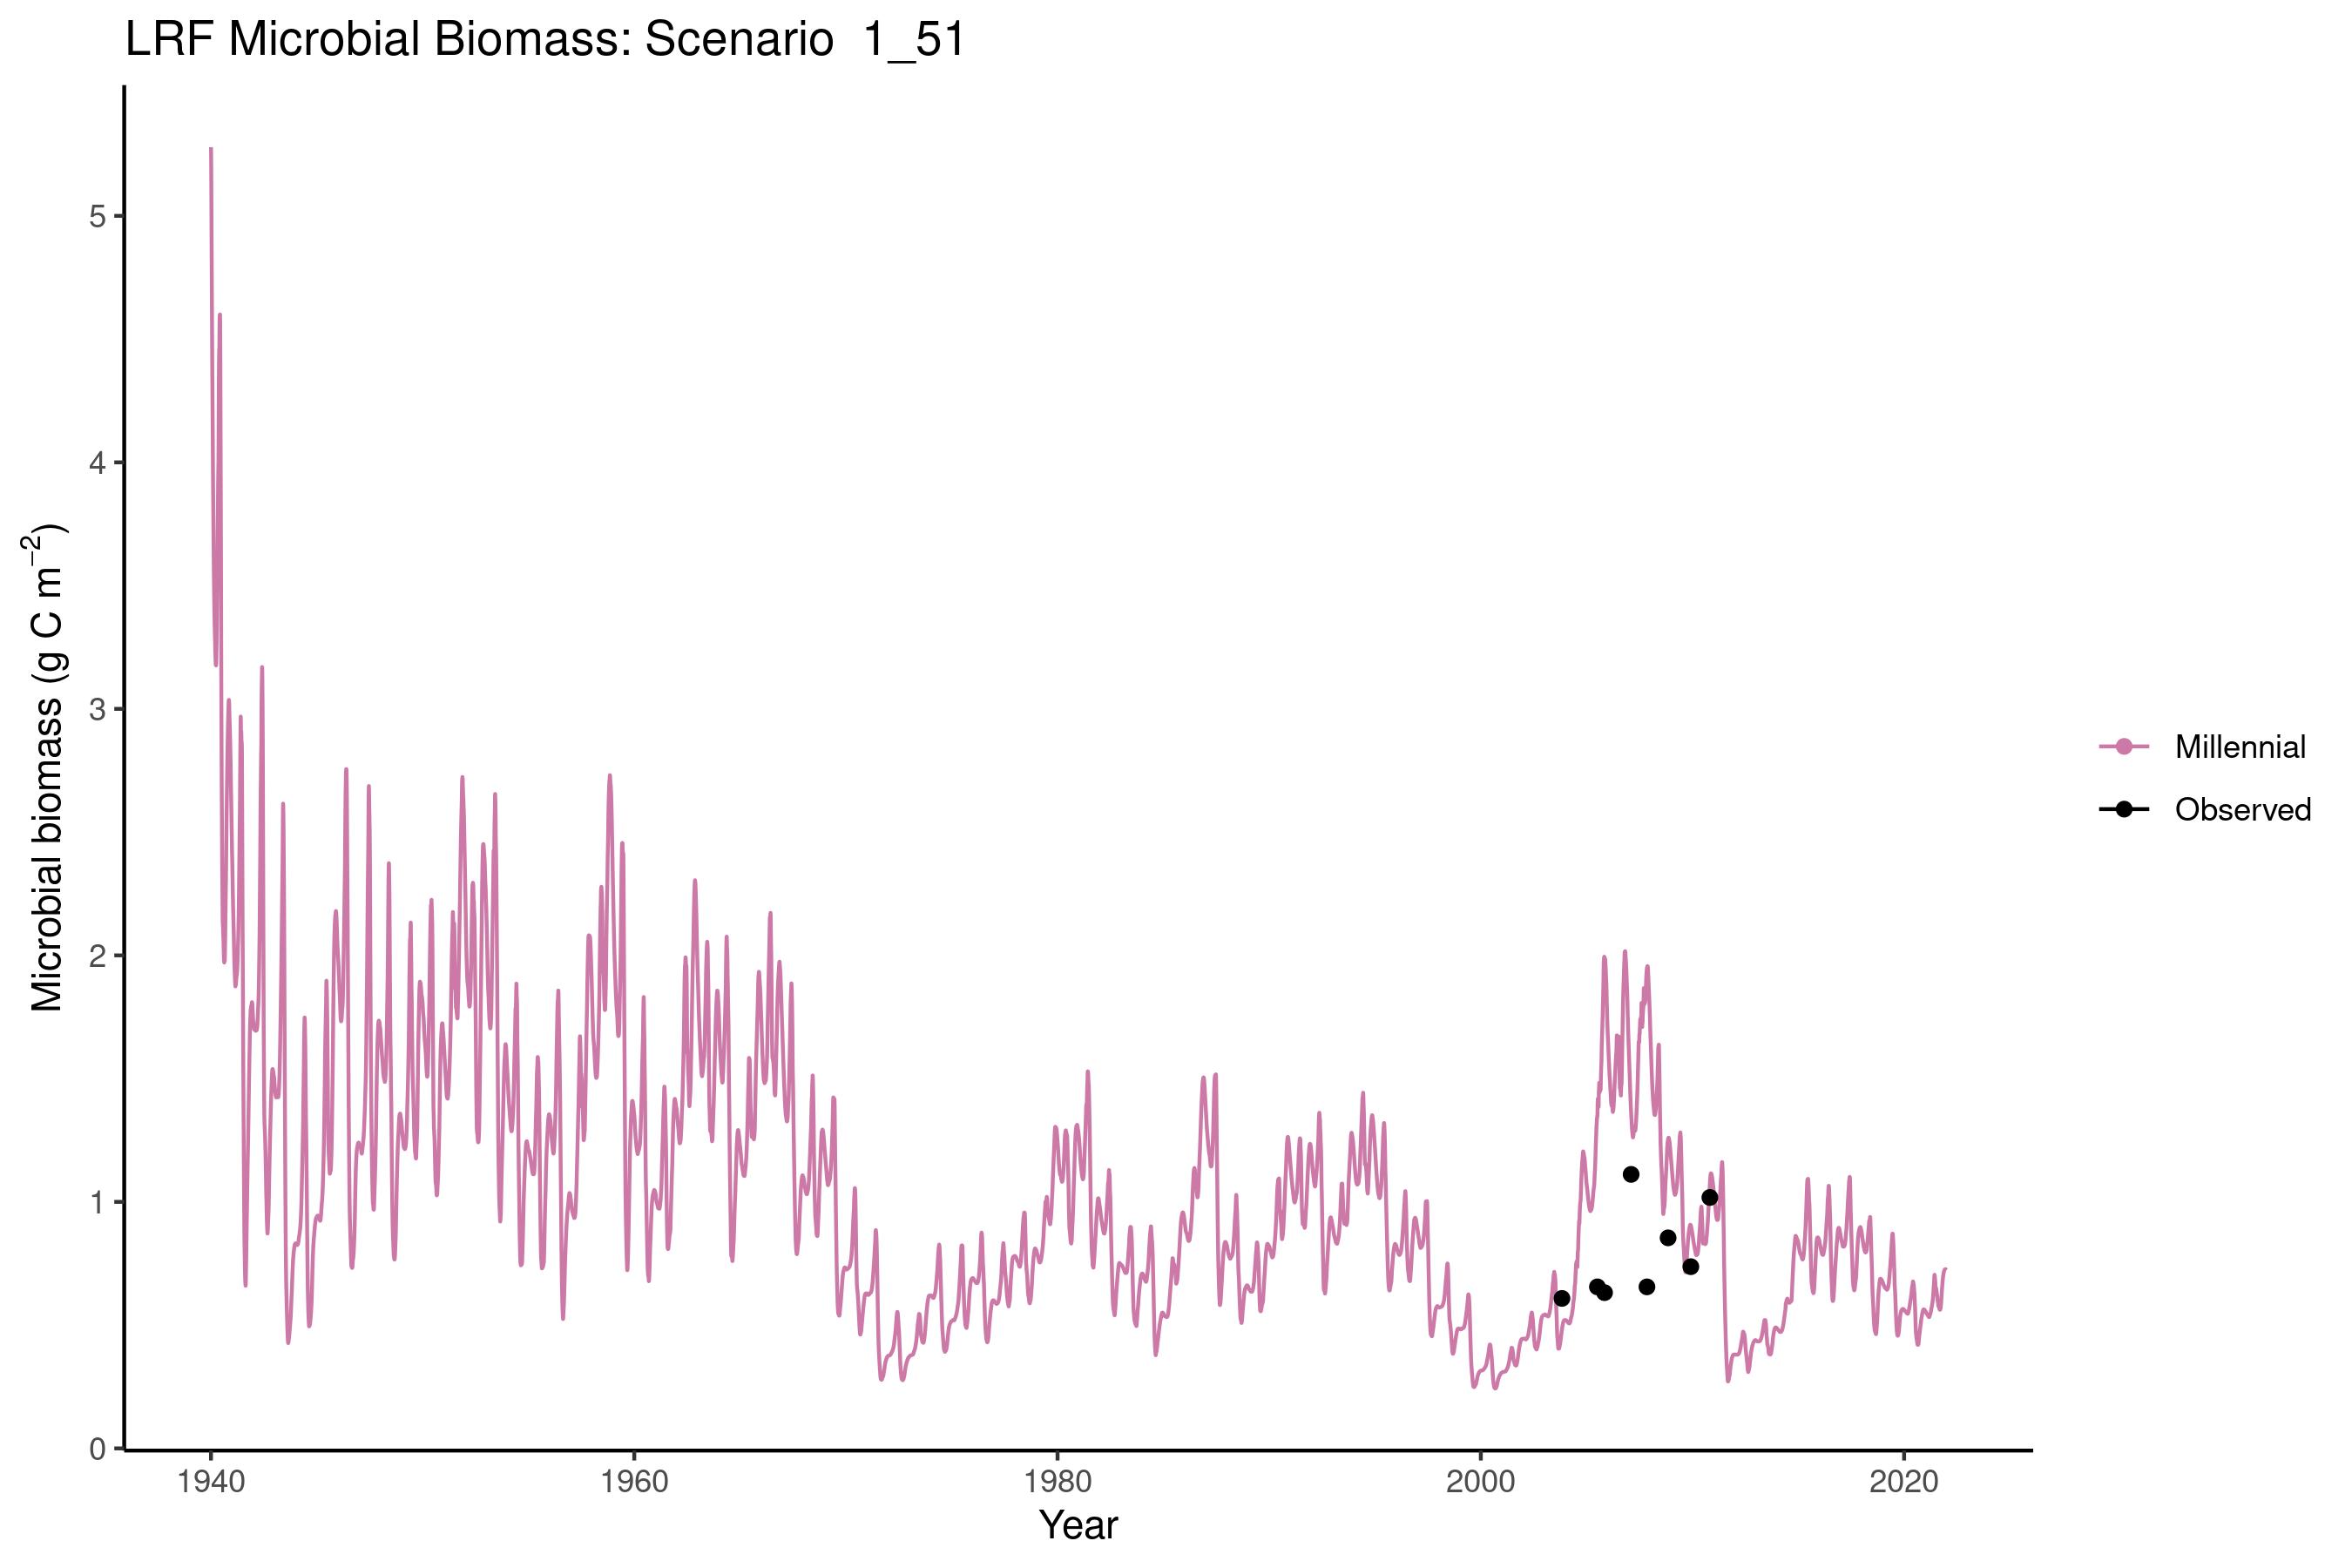 LRF Microbial Biomass: Scenario  1_51
Microbial biomass (g C m⁻²)
5
4
3
2
1
0
1940
1960
1980
2000
2020
Year
Millennial
Observed